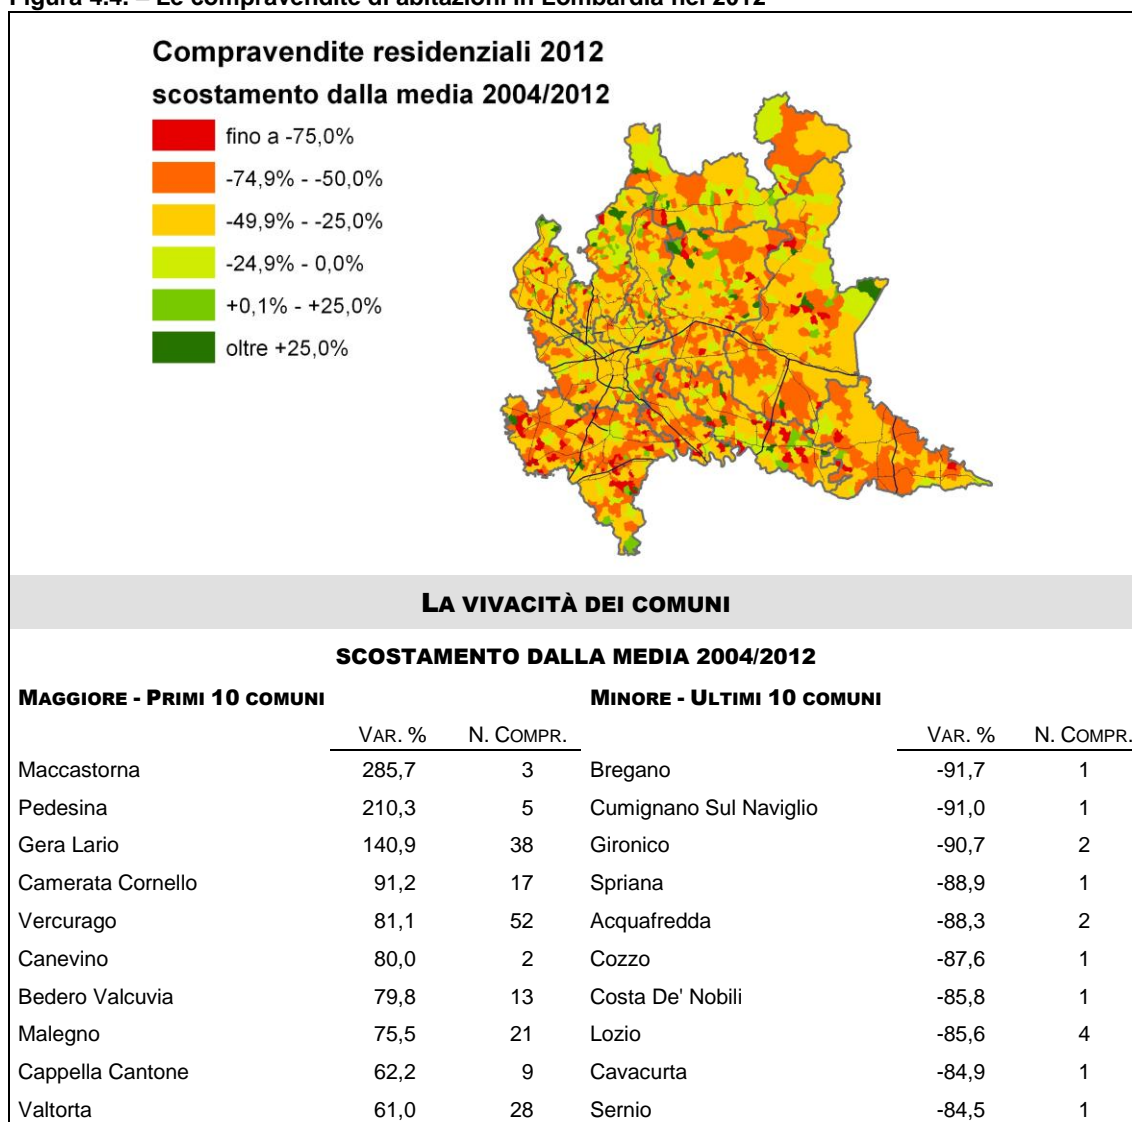 Figura 4.4. – Le compravendite di abitazioni in Lombardia nel 2012
Compravendite residenziali 2012
scostamento dalla media 2004/2012
fino a -75,0%
-74,9% - -50,0%
-49,9% - -25,0%
-24,9% - 0,0%
+0,1% - +25,0%
oltre +25,0%
LA VIVACITÀ DEI COMUNI
SCOSTAMENTO DALLA MEDIA 2004/2012
MAGGIORE - PRIMI 10 COMUNI MINORE - ULTIMI 10 COMUNI
VAR. % N. COMPR. VAR. % N. COMPR.
Maccastorna 285,7 3 Bregano -91,7 1
Pedesina 210,3 5 Cumignano Sul Naviglio -91,0 1
Gera Lario 140,9 38 Gironico -90,7 2
Camerata Cornello 91,2 17 Spriana -88,9 1
Vercurago 81,1 52 Acquafredda -88,3 2
Canevino 80,0 2 Cozzo -87,6 1
Bedero Valcuvia 79,8 13 Costa De' Nobili -85,8 1
Malegno 75,5 21 Lozio -85,6 4
Cappella Cantone 62,2 9 Cavacurta -84,9 1
Valtorta 61,0 28 Sernio -84,5 1